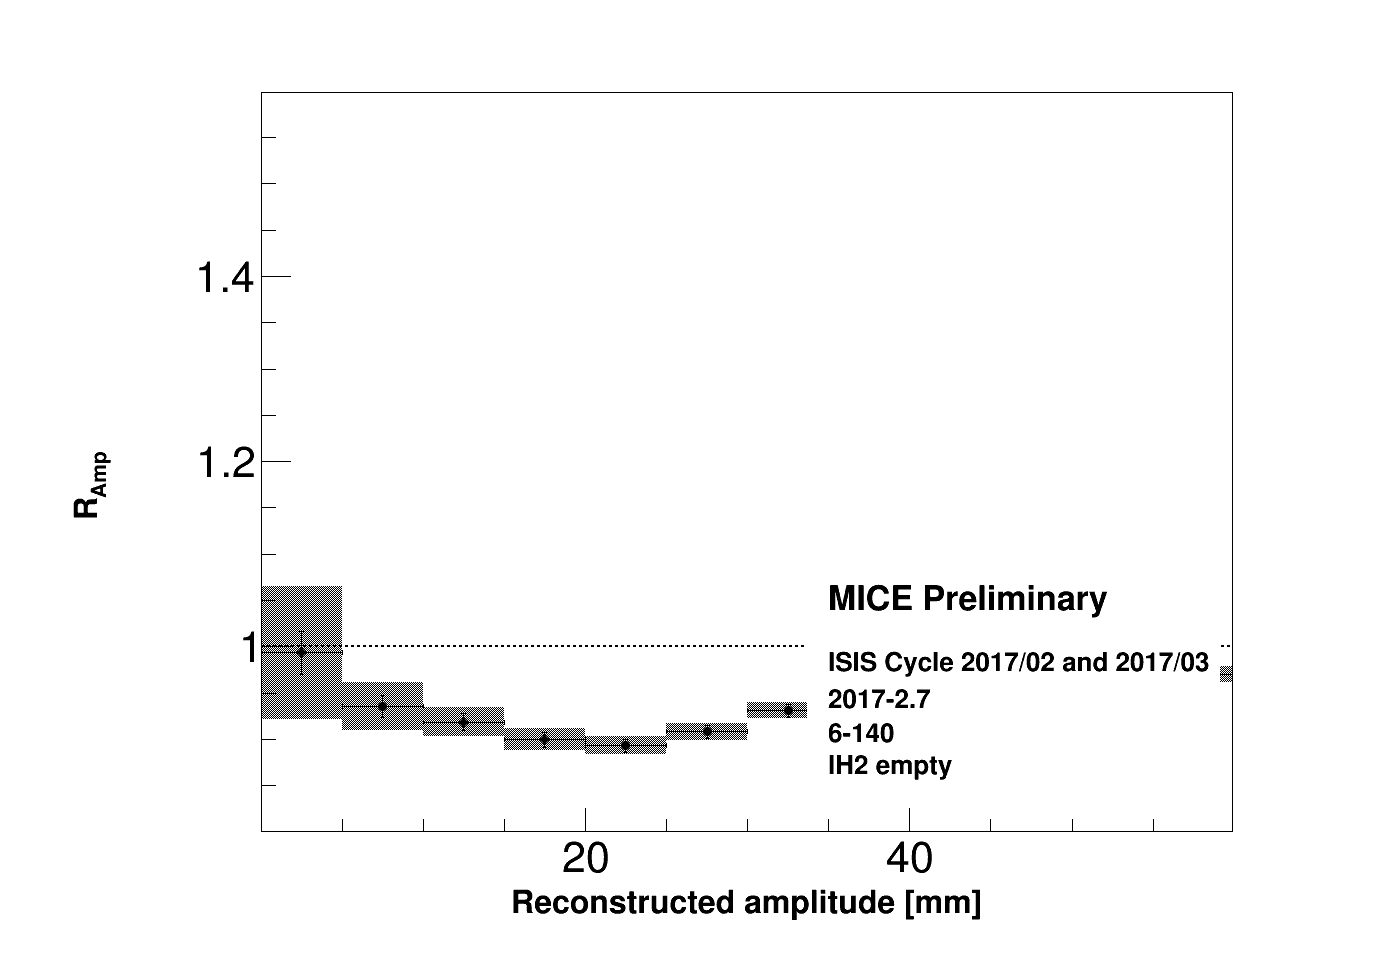 1.4
1.2
1
R_Amp
MICE Preliminary
ISIS Cycle 2017/02 and 2017/03
2017-2.7
6-140
IH2 empty
20 40
Reconstructed amplitude [mm]